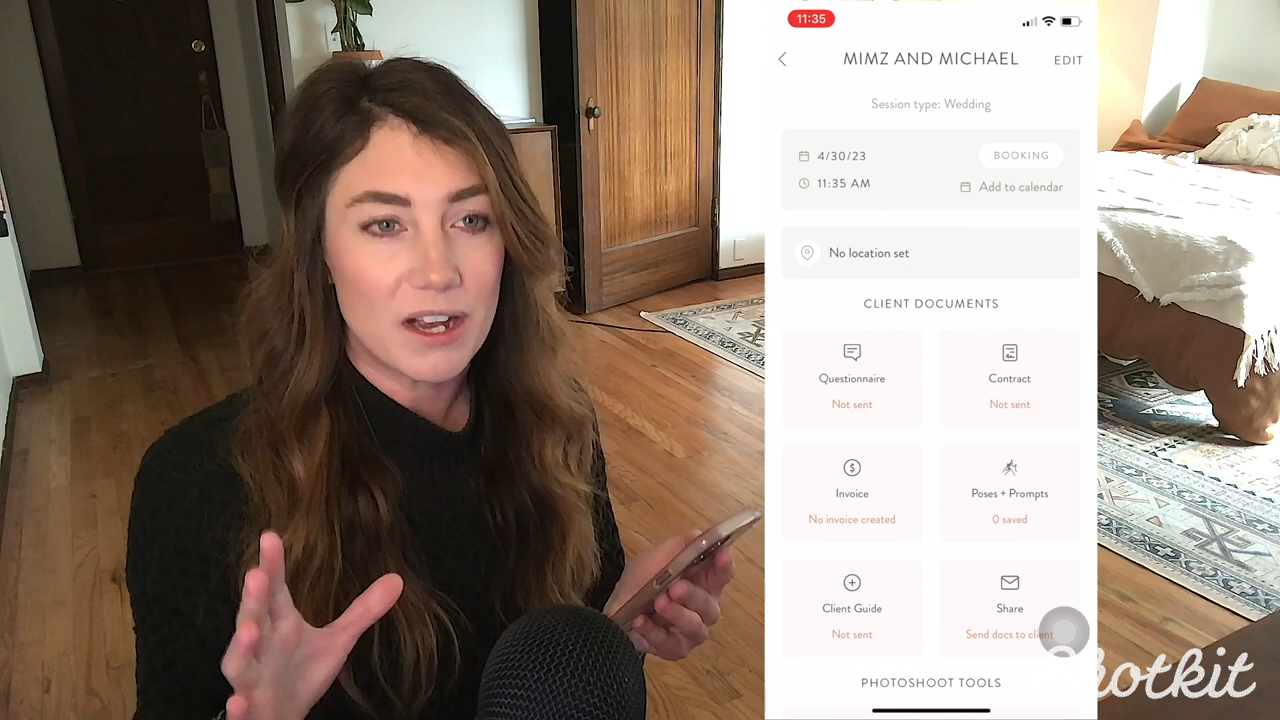 11:35
MIMZ AND MICHAEL
EDIT
Session type: Wedding
4/30/23
BOOKING
11:35 AM
Add to calendar
No location set
CLIENT DOCUMENTS
Questionnaire
Contract
Not sent
Not sent
Invoice
Poses + Prompts
No invoice created
0 saved
Client Guide
Share
Not sent
Send docs to client
PHOTOSHOOT TOOLS